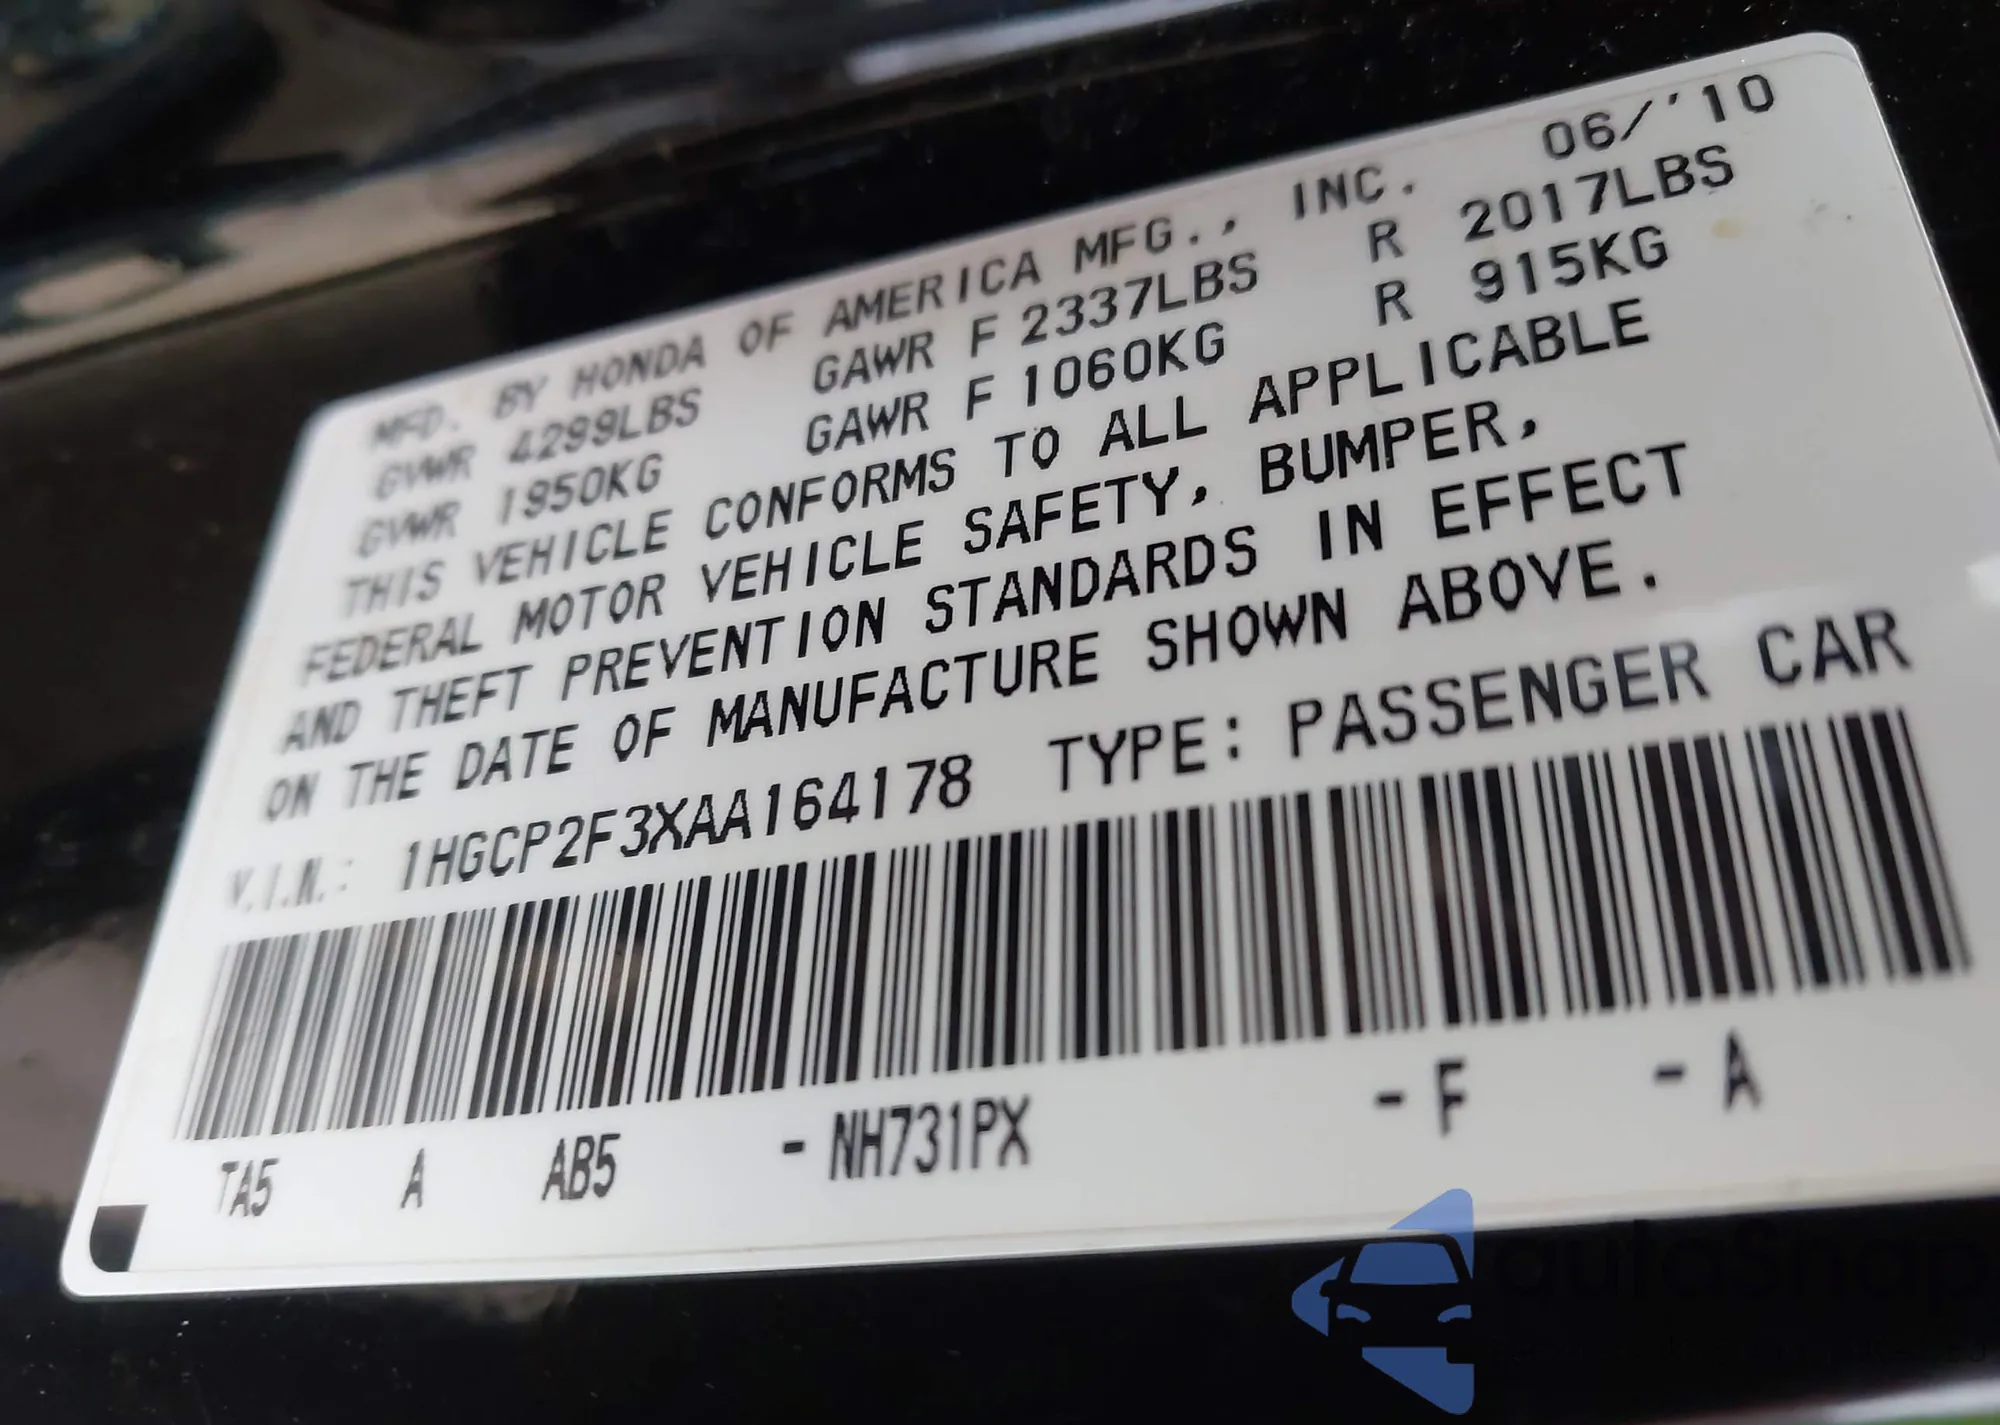 MFD. BY HONDA OF AMERICA MFG., INC. 06/'10
GVWR 4299LBS GAWR F 2337LBS R 2017LBS
GVWR 1950KG GAWR F 1060KG R 915KG
THIS VEHICLE CONFORMS TO ALL APPLICABLE
FEDERAL MOTOR VEHICLE SAFETY, BUMPER,
AND THEFT PREVENTION STANDARDS IN EFFECT
ON THE DATE OF MANUFACTURE SHOWN ABOVE.
V.I.N.: 1HGCP2F3XAA164178 TYPE: PASSENGER CAR
TA5 A AB5 -NH731PX -F -A
autoShop